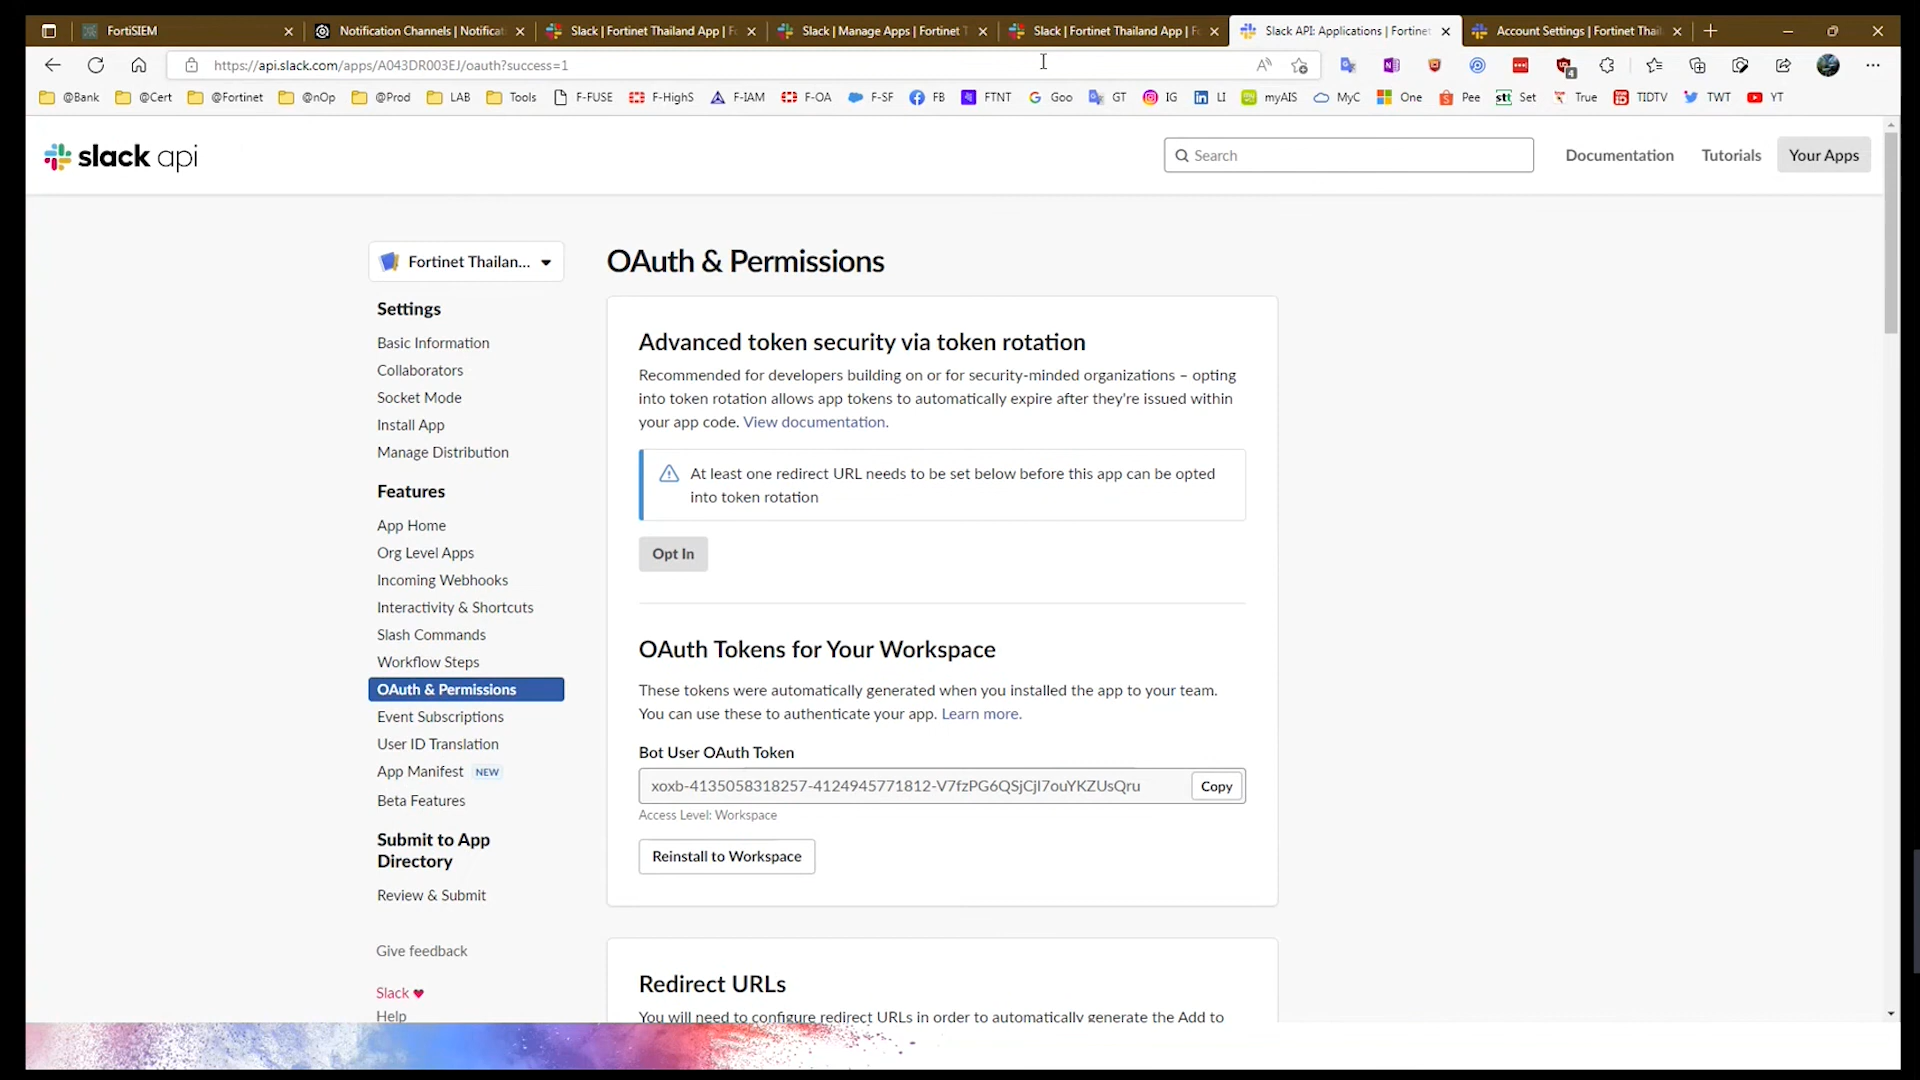 FortiSIEM
Notification Channels | Notificat
Slack | Fortinet Thailand App | Fo
Slack | Manage Apps | Fortinet T
Slack | Fortinet Thailand App | Fo
Slack API: Applications | Fortinet
Account Settings | Fortinet Thai
https://api.slack.com/apps/A043DR003EJ/oauth?success=1
@Bank @Cert @Fortinet @nOp @Prod LAB Tools F-FUSE F-HighS F-IAM F-OA F-SF FB FTNT Goo GT IG LI myAIS MyC One Pee Set True TIDTV TWT YT
slack api
Search
Documentation
Tutorials
Your Apps
Fortinet Thailan...
Settings
Basic Information
Collaborators
Socket Mode
Install App
Manage Distribution
Features
App Home
Org Level Apps
Incoming Webhooks
Interactivity & Shortcuts
Slash Commands
Workflow Steps
OAuth & Permissions
Event Subscriptions
User ID Translation
App Manifest NEW
Beta Features
Submit to App
Directory
Review & Submit
Give feedback
Slack ♥
Help
OAuth & Permissions
Advanced token security via token rotation
Recommended for developers building on or for security-minded organizations – opting
into token rotation allows app tokens to automatically expire after they're issued within
your app code. View documentation.
At least one redirect URL needs to be set below before this app can be opted
into token rotation
Opt In
OAuth Tokens for Your Workspace
These tokens were automatically generated when you installed the app to your team.
You can use these to authenticate your app. Learn more.
Bot User OAuth Token
xoxb-4135058318257-4124945771812-V7fzPG6QSjCjI7ouYKZUsQru
Copy
Access Level: Workspace
Reinstall to Workspace
Redirect URLs
You will need to configure redirect URLs in order to automatically generate the Add to